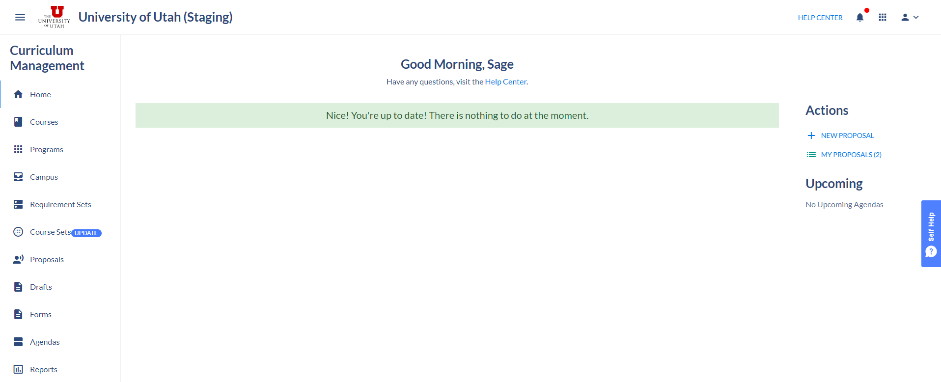 THE
U
UNIVERSITY
OF UTAH
University of Utah (Staging)
HELP CENTER
Curriculum
Management
Home
Courses
Programs
Campus
Requirement Sets
Course Sets UPDATE
Proposals
Drafts
Forms
Agendas
Reports
Good Morning, Sage
Have any questions, visit the Help Center.
Nice! You're up to date! There is nothing to do at the moment.
Actions
NEW PROPOSAL
MY PROPOSALS (2)
Upcoming
No Upcoming Agendas
Self Help
?